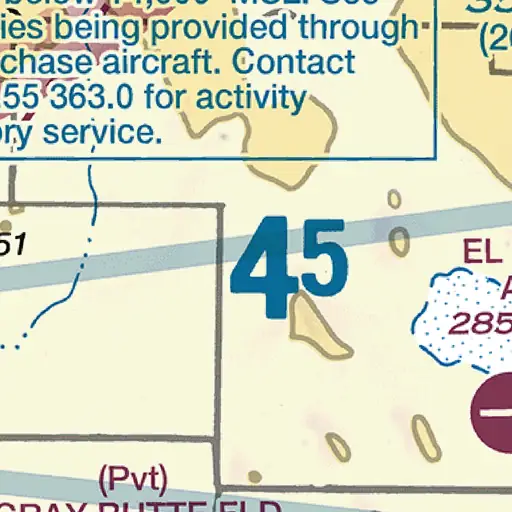 ies being provided through
chase aircraft. Contact
55 363.0 for activity
ory service.
51
45
EL
285
(Pvt)
GRAY BUTTE FLD